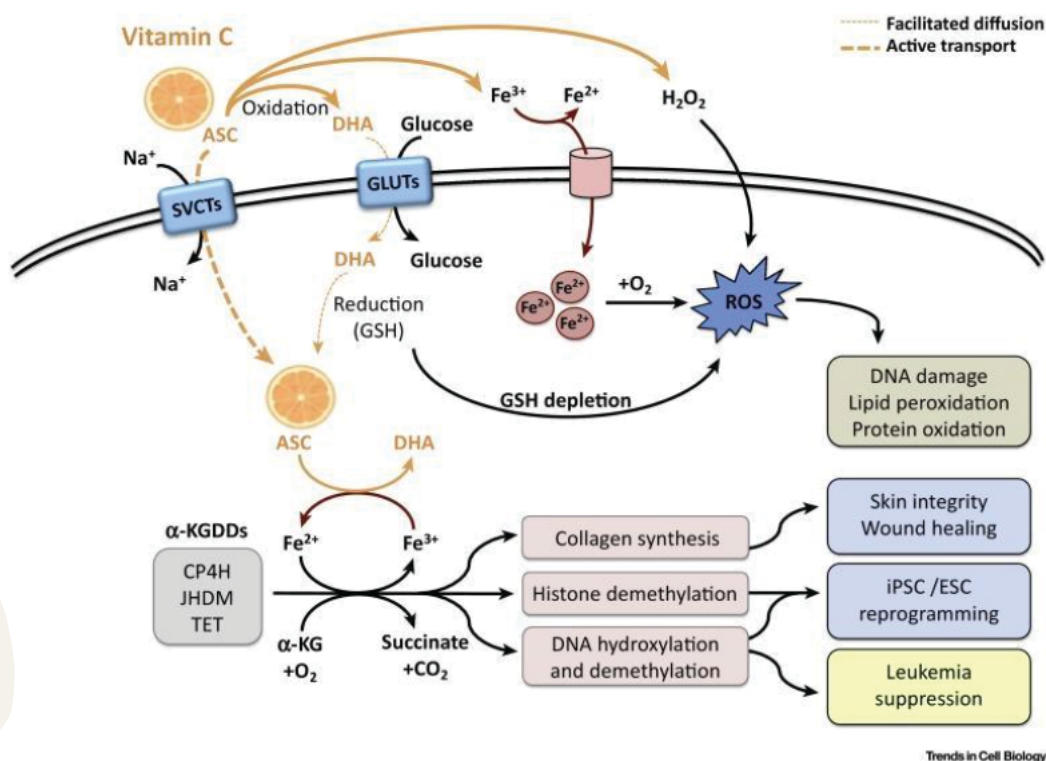 Vitamin C
Facilitated diffusion
Active transport
Oxidation
ASC
DHA
Glucose
Fe³⁺
Fe²⁺
H₂O₂
Na⁺
SVCTs
GLUTs
Na⁺
DHA
Glucose
Reduction
(GSH)
Fe²⁺
Fe²⁺
Fe²⁺
+O₂
ROS
GSH depletion
DNA damage
Lipid peroxidation
Protein oxidation
ASC
DHA
α-KGDDs
CP4H
JHDM
TET
Fe²⁺
Fe³⁺
α-KG
+O₂
Succinate
+CO₂
Collagen synthesis
Histone demethylation
DNA hydroxylation
and demethylation
Skin integrity
Wound healing
iPSC /ESC
reprogramming
Leukemia
suppression
Trends in Cell Biology